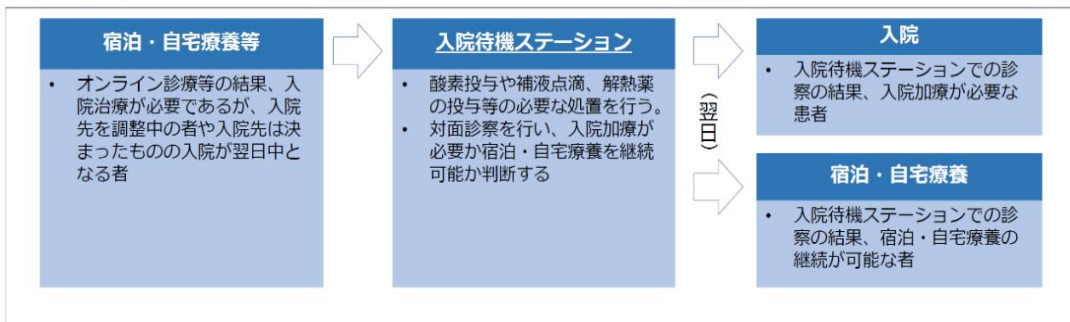 宿泊・自宅療養等
• オンライン診療等の結果、入
院治療が必要であるが、入院
先を調整中の者や入院先は決
まったものの入院が翌日中と
なる者
入院待機ステーション
• 酸素投与や補液点滴、解熱薬
の投与等の必要な処置を行う。
• 対面診察を行い、入院加療が
必要か宿泊・自宅療養を継続
可能か判断する
（翌日）
入院
• 入院待機ステーションでの診
察の結果、入院加療が必要な
患者
宿泊・自宅療養
• 入院待機ステーションでの診
察の結果、宿泊・自宅療養の
継続が可能な者